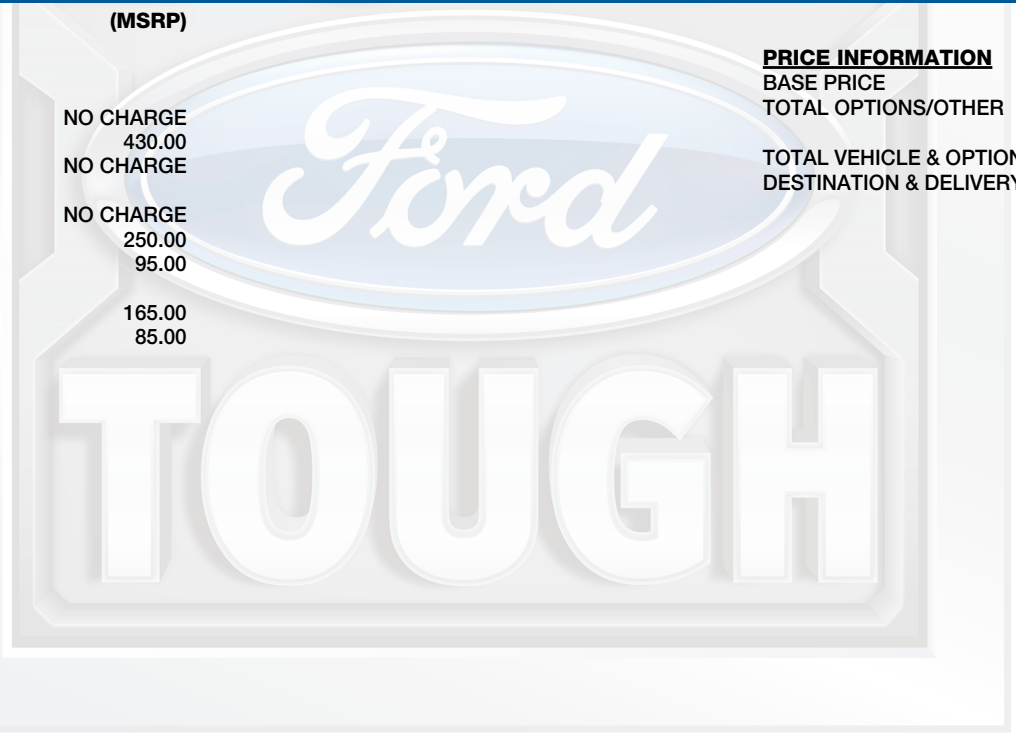 (MSRP)
NO CHARGE
430.00
NO CHARGE
NO CHARGE
250.00
95.00
165.00
85.00
PRICE INFORMATION
BASE PRICE
TOTAL OPTIONS/OTHER
TOTAL VEHICLE & OPTION
DESTINATION & DELIVERY
Ford
TOUGH